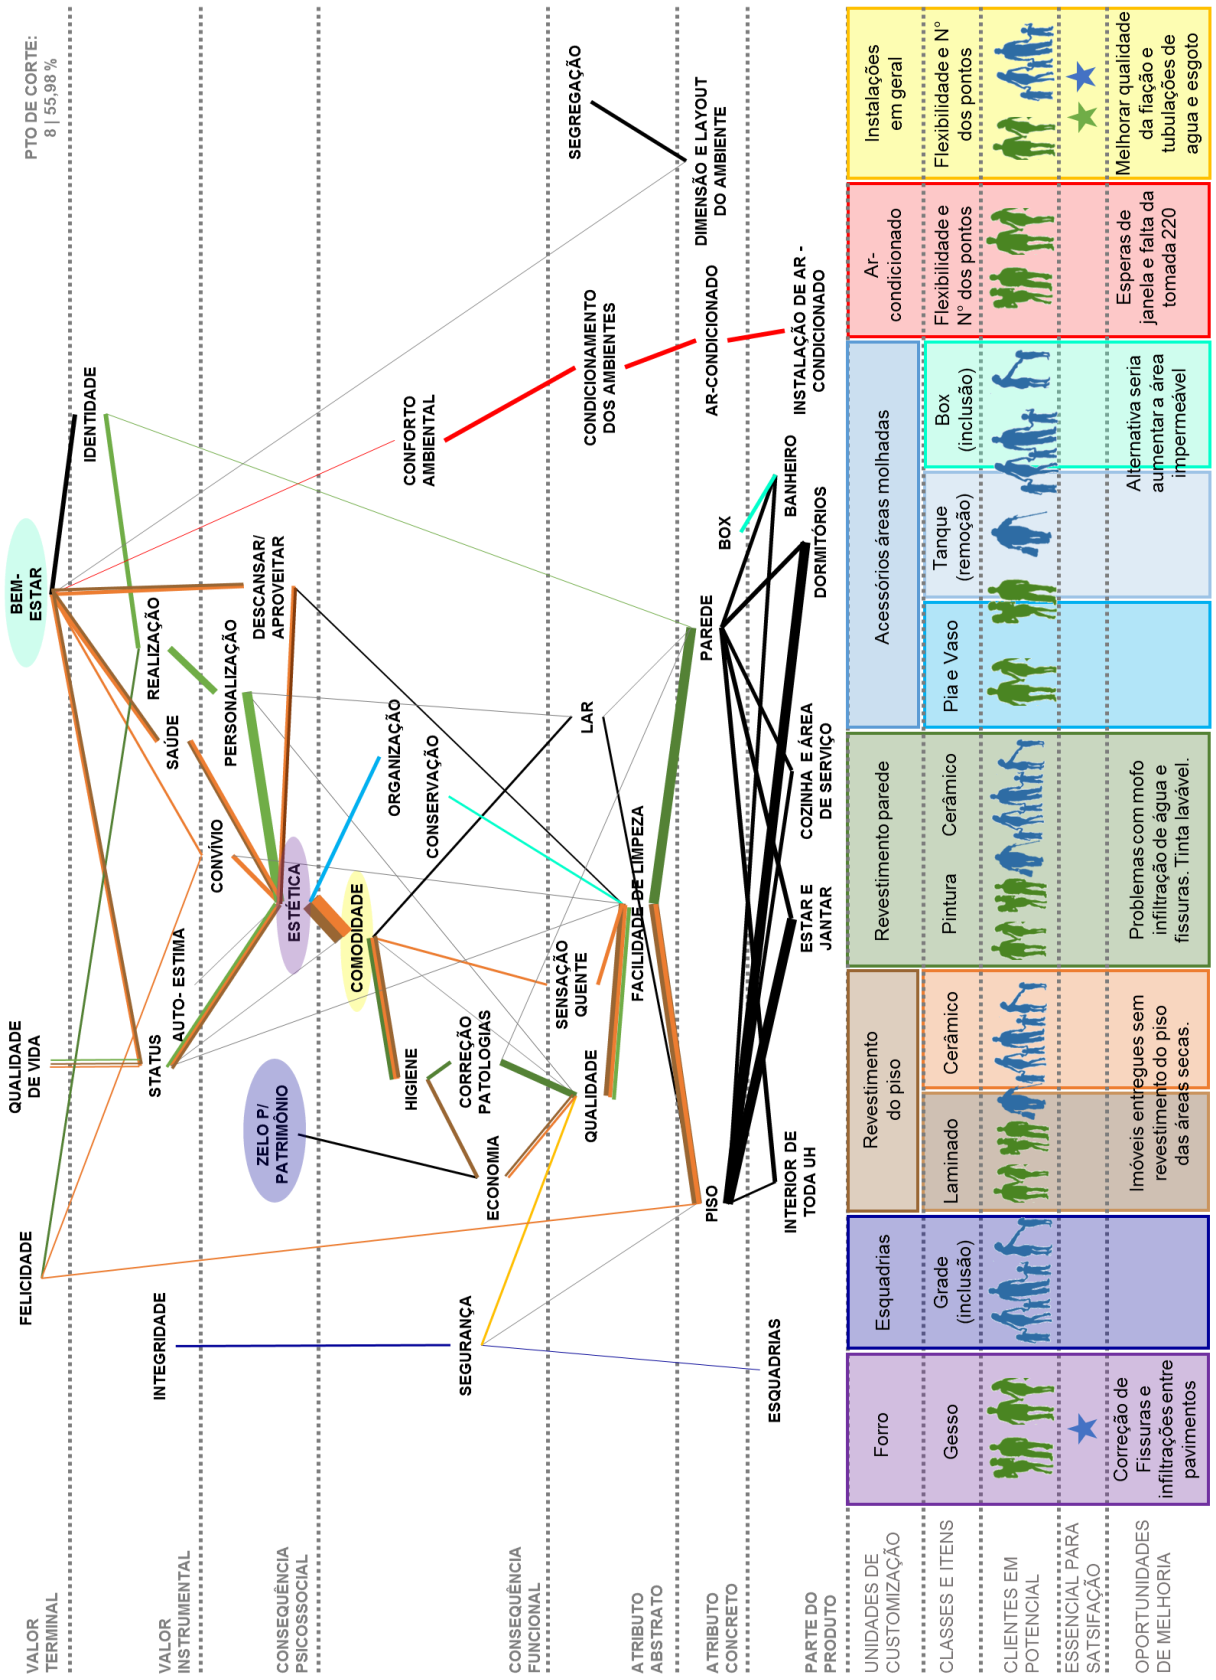 PTO DE CORTE:
8 | 55,98%
VALOR
TERMINAL
FELICIDADE
QUALIDADE
DE VIDA
BEM-
ESTAR
IDENTIDADE
VALOR
INSTRUMENTAL
INTEGRIDADE
STATUS
AUTO- ESTIMA
SAÚDE
REALIZAÇÃO
CONSEQUÊNCIA
PSICOSSOCIAL
ZELO P/
PATRIMÔNIO
CONVÍVIO
ESTÉTICA
PERSONALIZAÇÃO
DESCANSAR/
APROVEITAR
COMODIDADE
ORGANIZAÇÃO
CONSERVAÇÃO
HIGIENE
CONFORTO
AMBIENTAL
CONSEQUÊNCIA
FUNCIONAL
SEGURANÇA
ECONOMIA
CORREÇÃO
PATOLOGIAS
SENSAÇÃO
QUENTE
QUALIDADE
LAR
CONDICIONAMENTO
DOS AMBIENTES
SEGREGAÇÃO
ATRIBUTO
ABSTRATO
FACILIDADE DE LIMPEZA
ATRIBUTO
CONCRETO
PISO
PAREDE
BOX
AR-CONDICIONADO
DIMENSÃO E LAYOUT
DO AMBIENTE
PARTE DO
PRODUTO
ESQUADRIAS
INTERIOR DE
TODA UH
ESTAR E
JANTAR
COZINHA E ÁREA
DE SERVIÇO
DORMITÓRIOS
BANHEIRO
INSTALAÇÃO DE AR -
CONDICIONADO
UNIDADES DE
CUSTOMIZAÇÃO
Forro
Esquadrias
Revestimento
do piso
Revestimento parede
Acessórios áreas molhadas
Ar-
condicionado
Instalações
em geral
CLASSES E ITENS
Gesso
Grade
(inclusão)
Laminado
Cerâmico
Pintura
Cerâmico
Pia e Vaso
Tanque
(remoção)
Box
(inclusão)
Flexibilidade e
N° dos pontos
Flexibilidade e N°
dos pontos
CLIENTES EM
POTENCIAL
ESSENCIAL PARA
SATSIFAÇÃO
OPORTUNIDADES
DE MELHORIA
Correção de
Fissuras e
infiltrações entre
pavimentos
Imóveis entregues sem
revestimento do piso
das áreas secas.
Problemas com mofo
infiltração de água e
fissuras. Tinta lavável.
Alternativa seria
aumentar a área
impermeável
Esperas de
janela e falta da
tomada 220
Melhorar qualidade
da fiação e
tubulações de
agua e esgoto